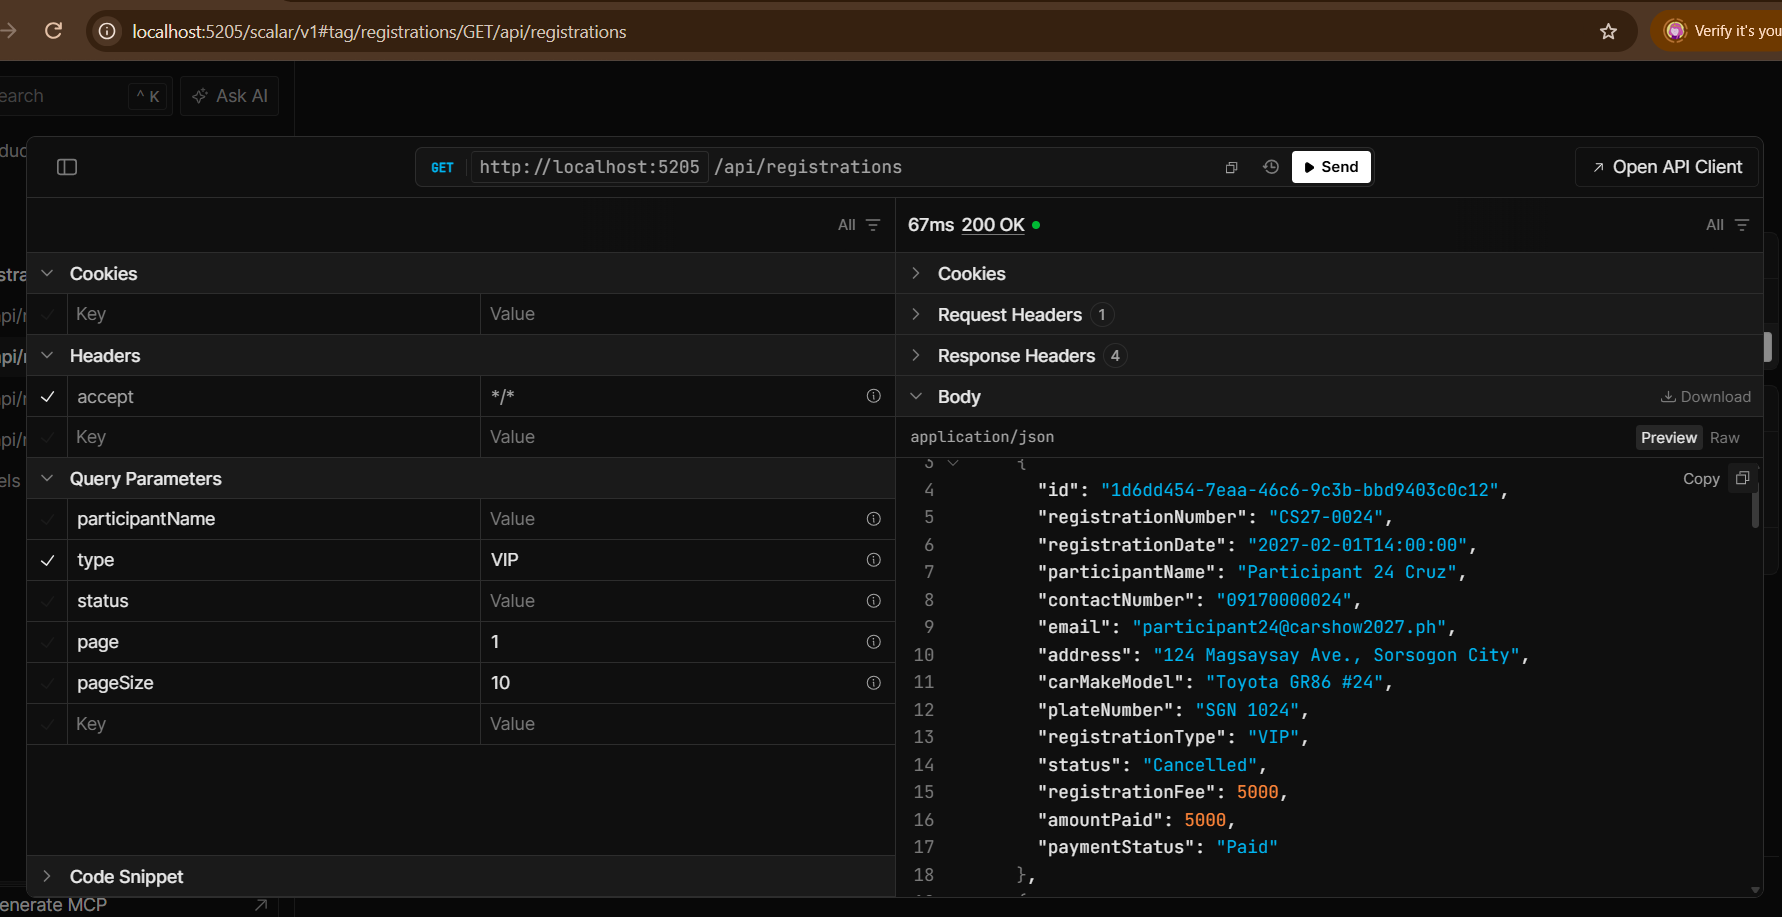 localhost:5205/scalar/v1#tag/registrations/GET/api/registrations
Verify it's you
earch
^ K
Ask AI
GET http://localhost:5205 /api/registrations
Send
Open API Client
All
67ms 200 OK
All
Cookies
Key Value
Headers
accept */*
Key Value
Query Parameters
participantName Value
type VIP
status Value
page 1
pageSize 10
Key Value
Code Snippet
enerate MCP
Cookies
Request Headers 1
Response Headers 4
Body
Download
application/json
Preview Raw
Copy
3 {
4 "id": "1d6dd454-7eaa-46c6-9c3b-bbd9403c0c12",
5 "registrationNumber": "CS27-0024",
6 "registrationDate": "2027-02-01T14:00:00",
7 "participantName": "Participant 24 Cruz",
8 "contactNumber": "09170000024",
9 "email": "participant24@carshow2027.ph",
10 "address": "124 Magsaysay Ave., Sorsogon City",
11 "carMakeModel": "Toyota GR86 #24",
12 "plateNumber": "SGN 1024",
13 "registrationType": "VIP",
14 "status": "Cancelled",
15 "registrationFee": 5000,
16 "amountPaid": 5000,
17 "paymentStatus": "Paid"
18 },